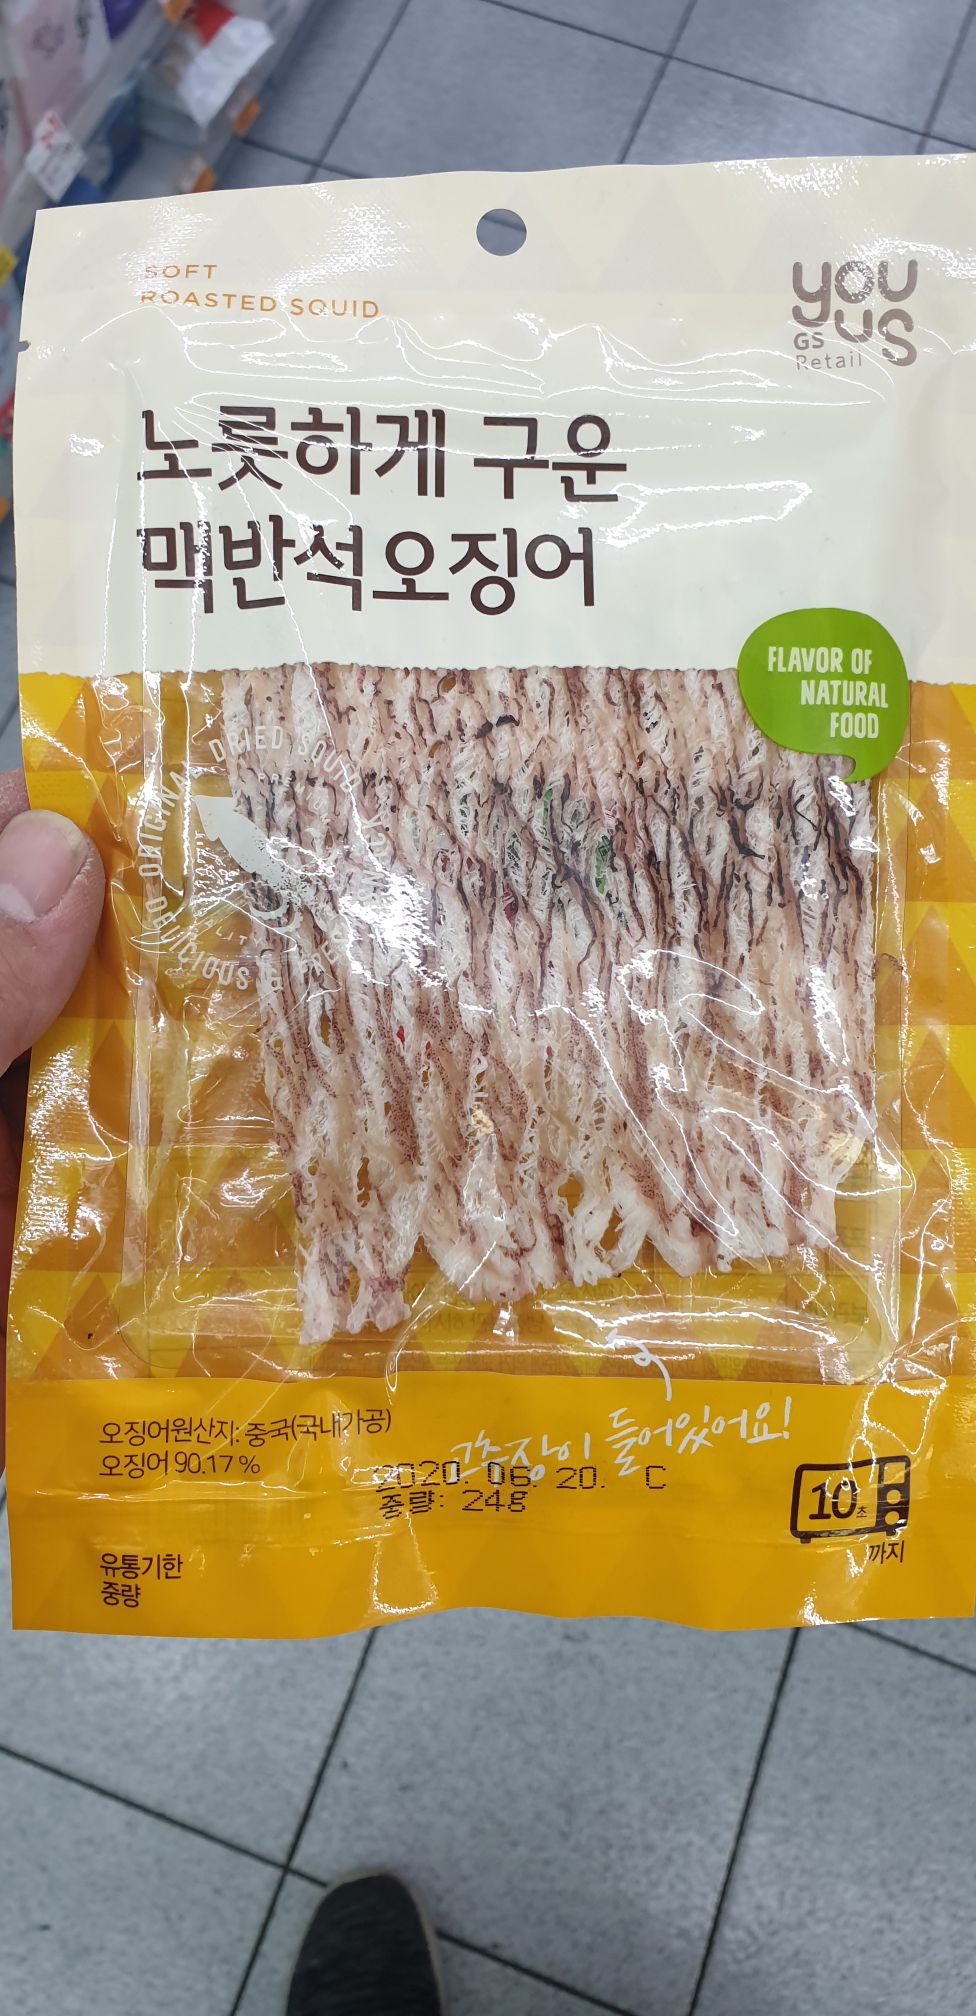 SOFT
ROASTED SQUID
you
us
GS
Retail
노릇하게 구운
맥반석오징어
FLAVOR OF
NATURAL
FOOD
DRIED SQUID
ORIGINAL
오징어원산지: 중국(국내가공)
오징어 90.17 %
고추장이 들어있어요!
2020. 06. 20. C
중량: 24g
10초
까지
유통기한
중량